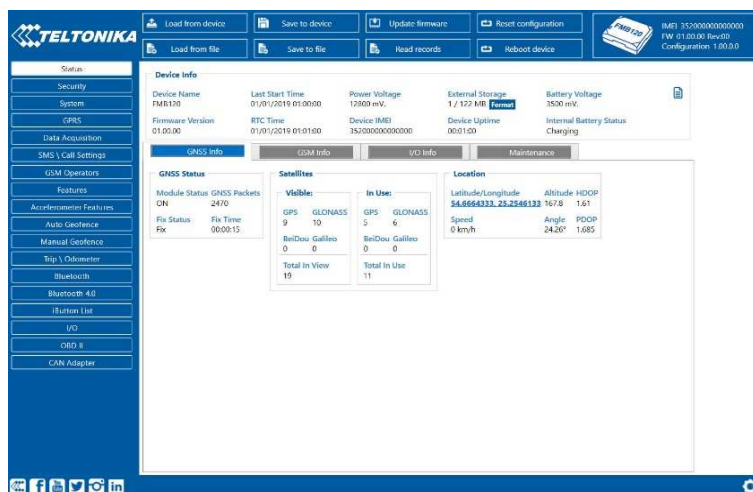 TELTONIKA
Load from device
Save to device
Update firmware
Reset configuration
Load from file
Save to file
Read records
Reboot device
FMB120
IMEI 352000000000000
FW 01.00.00 Rev:00
Configuration 1.00.0.0
Status
Security
System
GPRS
Data Acquisition
SMS \ Call Settings
GSM Operators
Features
Accelerometer Features
Auto Geofence
Manual Geofence
Trip \ Odometer
Bluetooth
Bluetooth 4.0
iButton List
I/O
OBD II
CAN Adapter
Device Info
Device Name
FMB120
Last Start Time
01/01/2019 01:00:00
Power Voltage
12800 mV.
External Storage
1 / 122 MB Format
Battery Voltage
3500 mV.
Firmware Version
01.00.00
RTC Time
01/01/2019 01:01:00
Device IMEI
352000000000000
Device Uptime
00:01:00
Internal Battery Status
Charging
GNSS Info
GSM Info
I/O Info
Maintenance
GNSS Status
Module Status GNSS Packets
ON 2470
Fix Status Fix Time
Fix 00:00:15
Satellites
Visible:
GPS GLONASS
9 10
BeiDou Galileo
0 0
Total In View
19
In Use:
GPS GLONASS
5 6
BeiDou Galileo
0 0
Total In Use
11
Location
Latitude/Longitude Altitude HDOP
54.6664333, 25.2546133 167.8 1.61
Speed Angle PDOP
0 km/h 24.26° 1.685